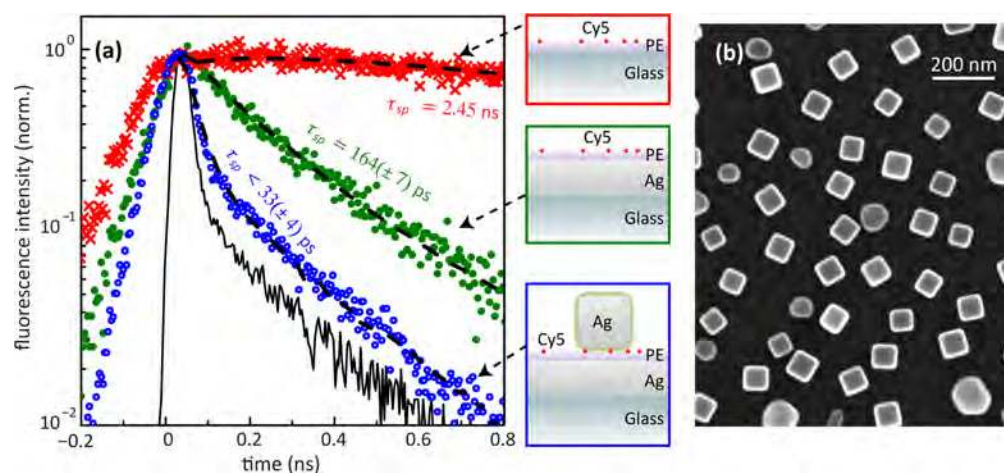 (a)
fluorescence intensity (norm.)
10⁰
10⁻¹
10⁻²
−0.2
0
0.2
0.4
0.6
0.8
time (ns)
τsp = 2.45 ns
τsp = 164(± 7) ps
τsp < 33(± 4) ps
Cy5
PE
Glass
Cy5
PE
Ag
Glass
Ag
Cy5
PE
Ag
Glass
(b)
200 nm